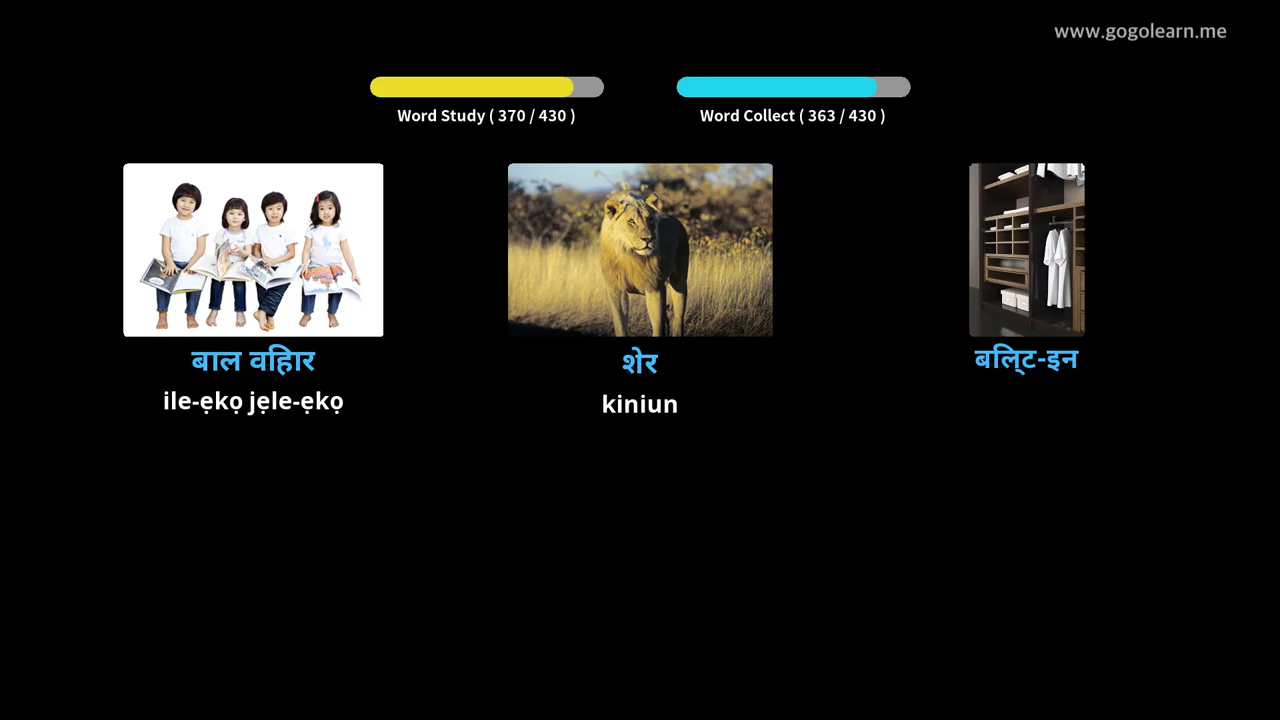 www.gogolearn.me
Word Study ( 370 / 430 )
Word Collect ( 363 / 430 )
बाल वहिार
ile-ẹkọ jẹle-ẹkọ
शेर
kiniun
बलि्ट-इन